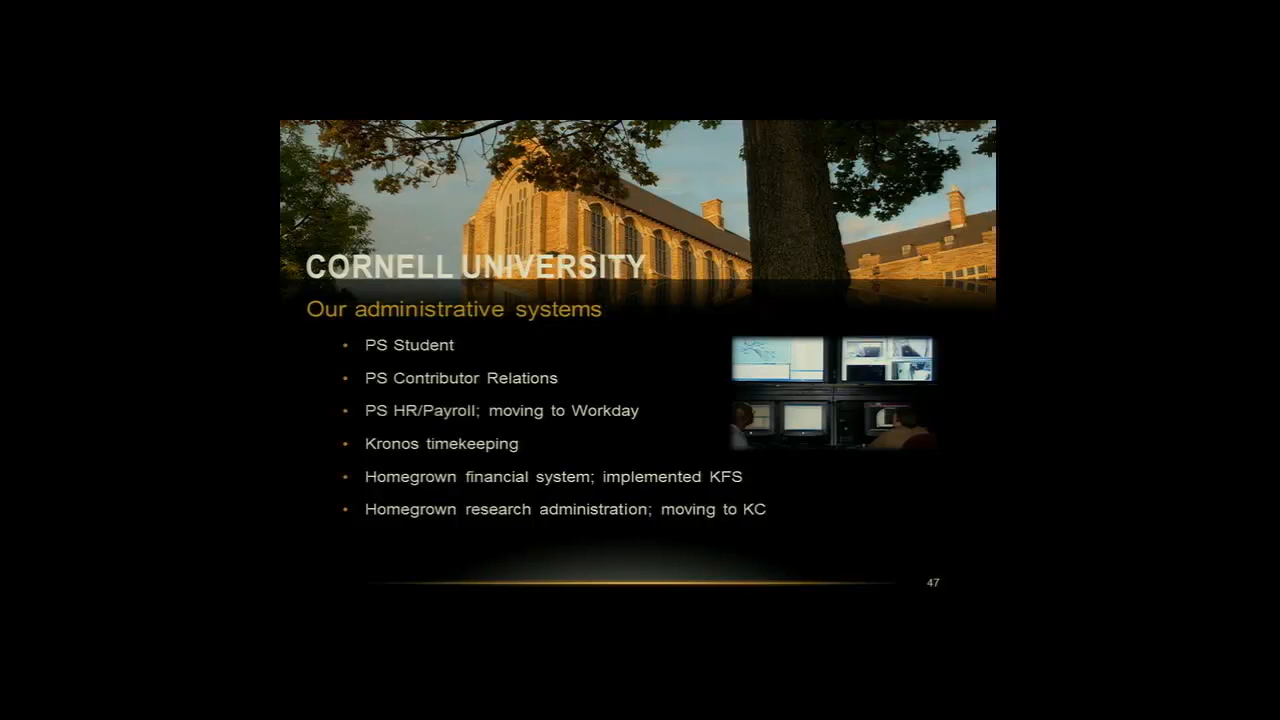 CORNELL UNIVERSITY
Our administrative systems
• PS Student
• PS Contributor Relations
• PS HR/Payroll; moving to Workday
• Kronos timekeeping
• Homegrown financial system; implemented KFS
• Homegrown research administration; moving to KC
47